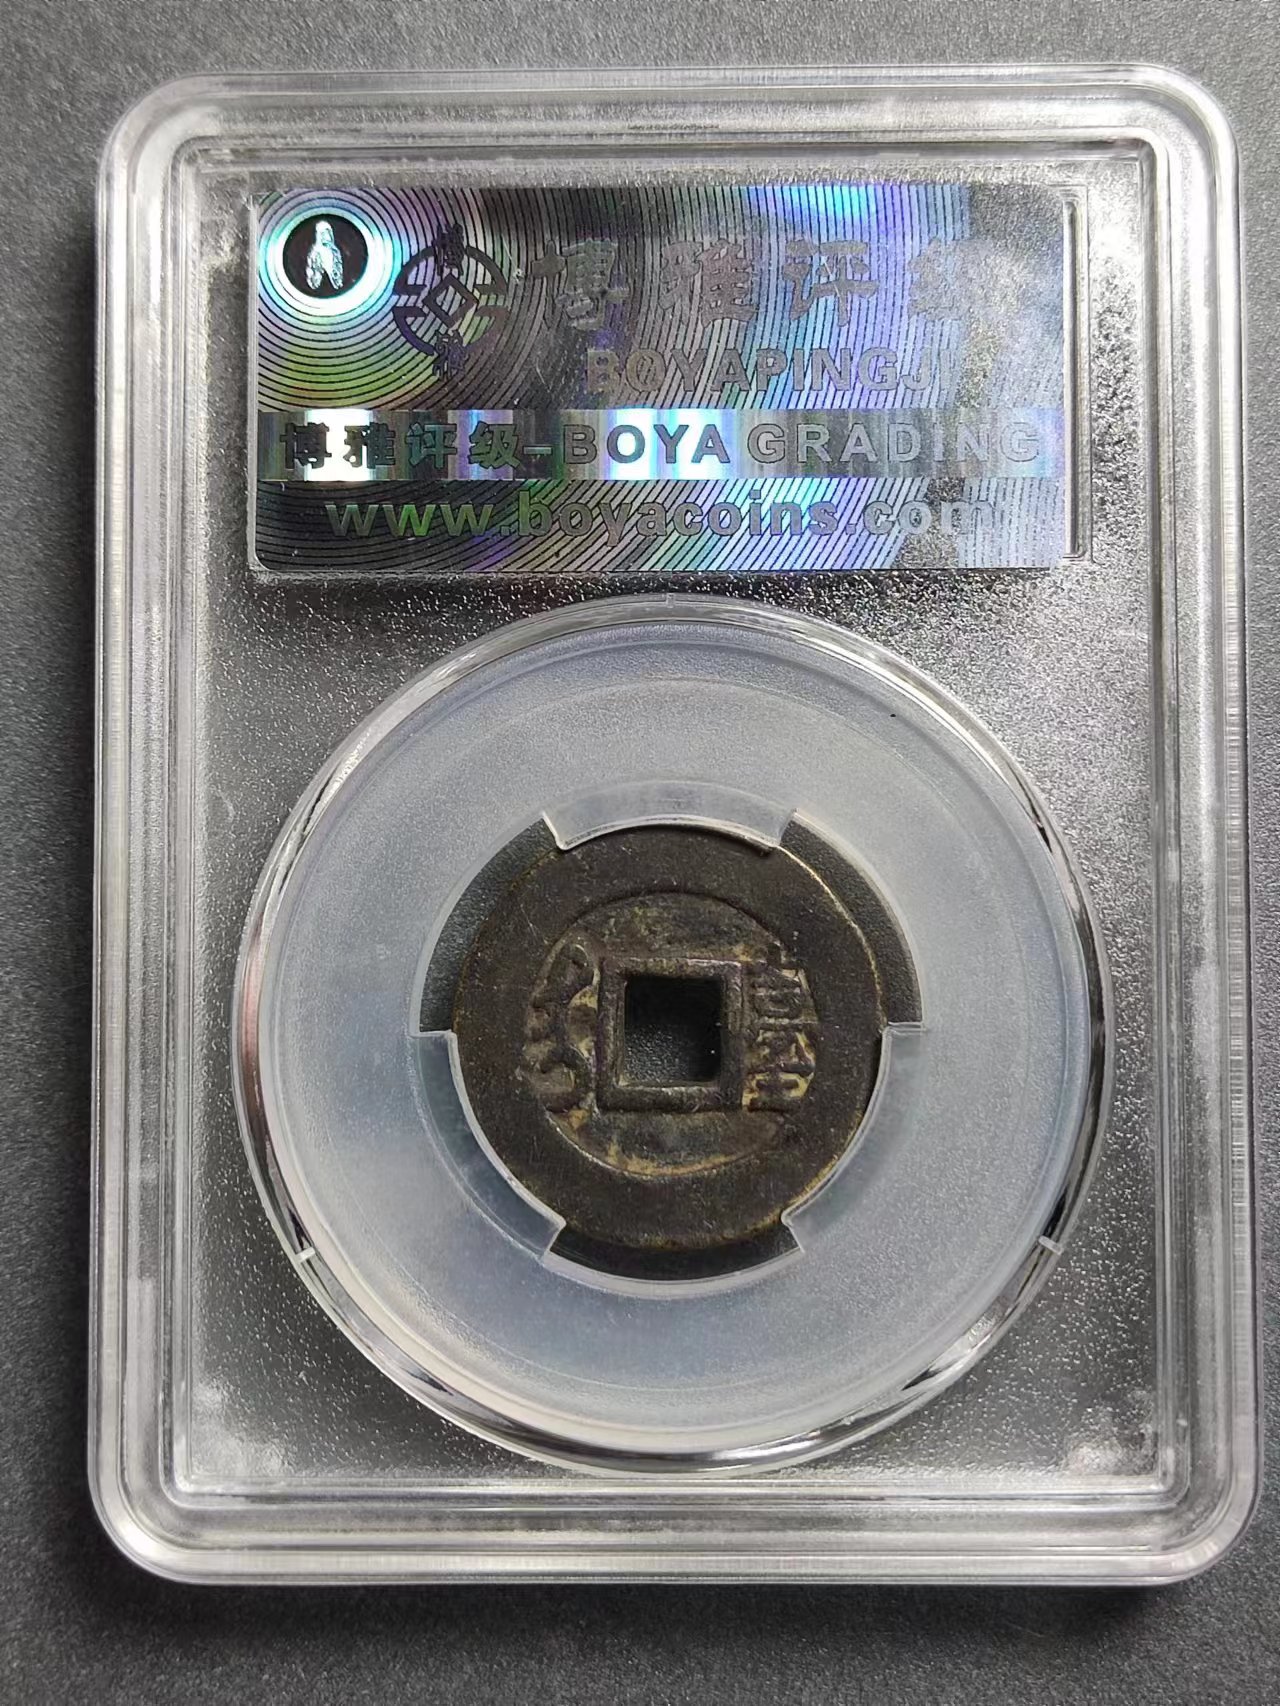 博雅评级
BOYAPINGJI
博雅评级-BOYA GRADING
www.boyacoins.com